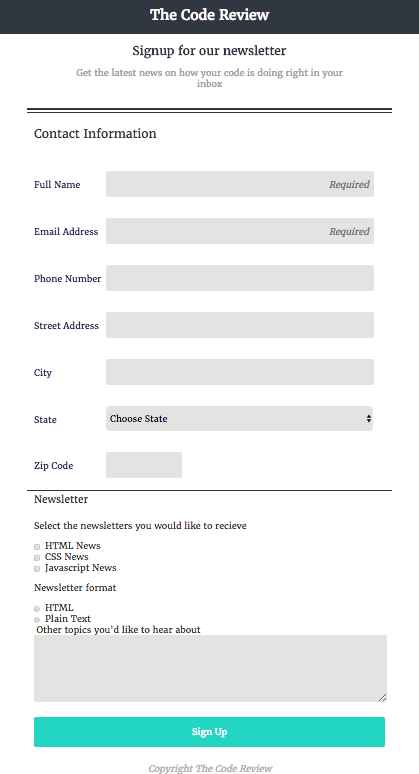 The Code Review
Signup for our newsletter
Get the latest news on how your code is doing right in your
inbox
Contact Information
Full Name Required
Email Address Required
Phone Number
Street Address
City
State Choose State
Zip Code
Newsletter
Select the newsletters you would like to recieve
HTML News
CSS News
Javascript News
Newsletter format
HTML
Plain Text
Other topics you'd like to hear about
Sign Up
Copyright The Code Review